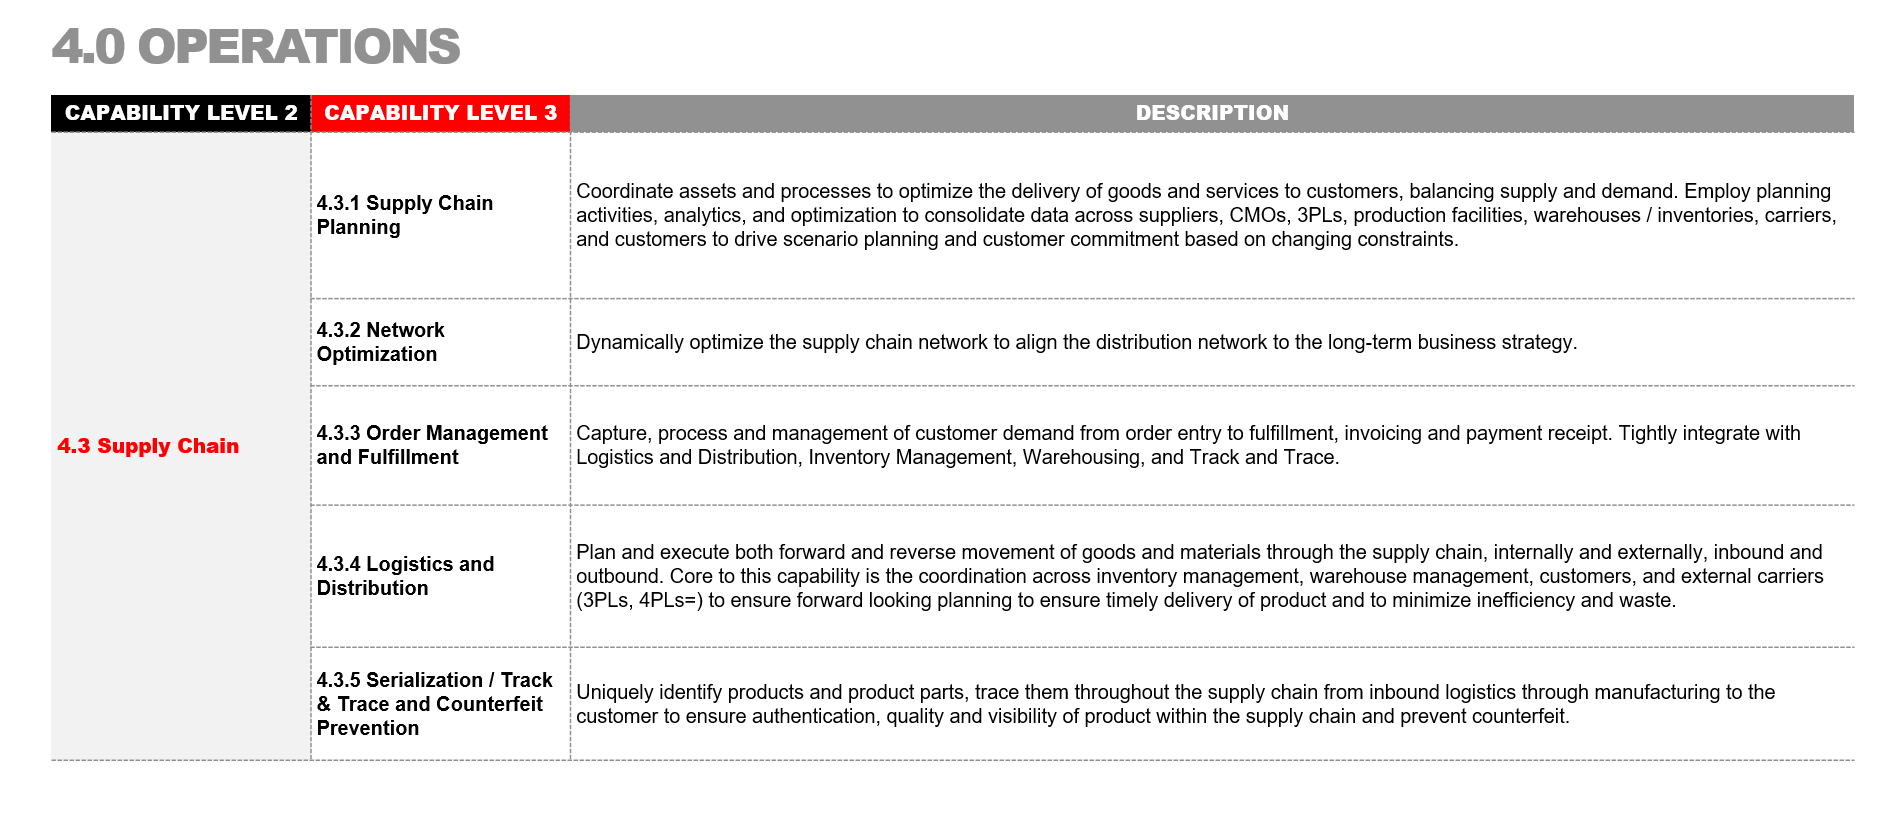 4.0 OPERATIONS
CAPABILITY LEVEL 2
CAPABILITY LEVEL 3
DESCRIPTION
4.3 Supply Chain
4.3.1 Supply Chain
Planning
Coordinate assets and processes to optimize the delivery of goods and services to customers, balancing supply and demand. Employ planning
activities, analytics, and optimization to consolidate data across suppliers, CMOs, 3PLs, production facilities, warehouses / inventories, carriers,
and customers to drive scenario planning and customer commitment based on changing constraints.
4.3.2 Network
Optimization
Dynamically optimize the supply chain network to align the distribution network to the long-term business strategy.
4.3.3 Order Management
and Fulfillment
Capture, process and management of customer demand from order entry to fulfillment, invoicing and payment receipt. Tightly integrate with
Logistics and Distribution, Inventory Management, Warehousing, and Track and Trace.
4.3.4 Logistics and
Distribution
Plan and execute both forward and reverse movement of goods and materials through the supply chain, internally and externally, inbound and
outbound. Core to this capability is the coordination across inventory management, warehouse management, customers, and external carriers
(3PLs, 4PLs=) to ensure forward looking planning to ensure timely delivery of product and to minimize inefficiency and waste.
4.3.5 Serialization / Track
& Trace and Counterfeit
Prevention
Uniquely identify products and product parts, trace them throughout the supply chain from inbound logistics through manufacturing to the
customer to ensure authentication, quality and visibility of product within the supply chain and prevent counterfeit.